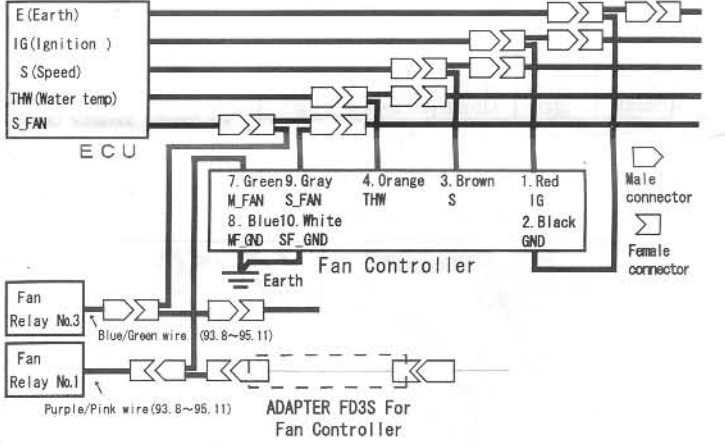 E(Earth)
IG(Ignition )
S(Speed)
THW(Water temp)
S_FAN
ECU
7. Green 9. Gray 4. Orange 3. Brown 1. Red
M_FAN S_FAN THW S IG
8. Blue 10. White 2. Black
MF_GND SF_GND GND
Fan Controller
Earth
Male
connector
Female
connector
Fan
Relay No.3
Blue/Green wire (93.8~95.11)
Fan
Relay No.1
Purple/Pink wire(93.8~95.11)
ADAPTER FD3S For
Fan Controller